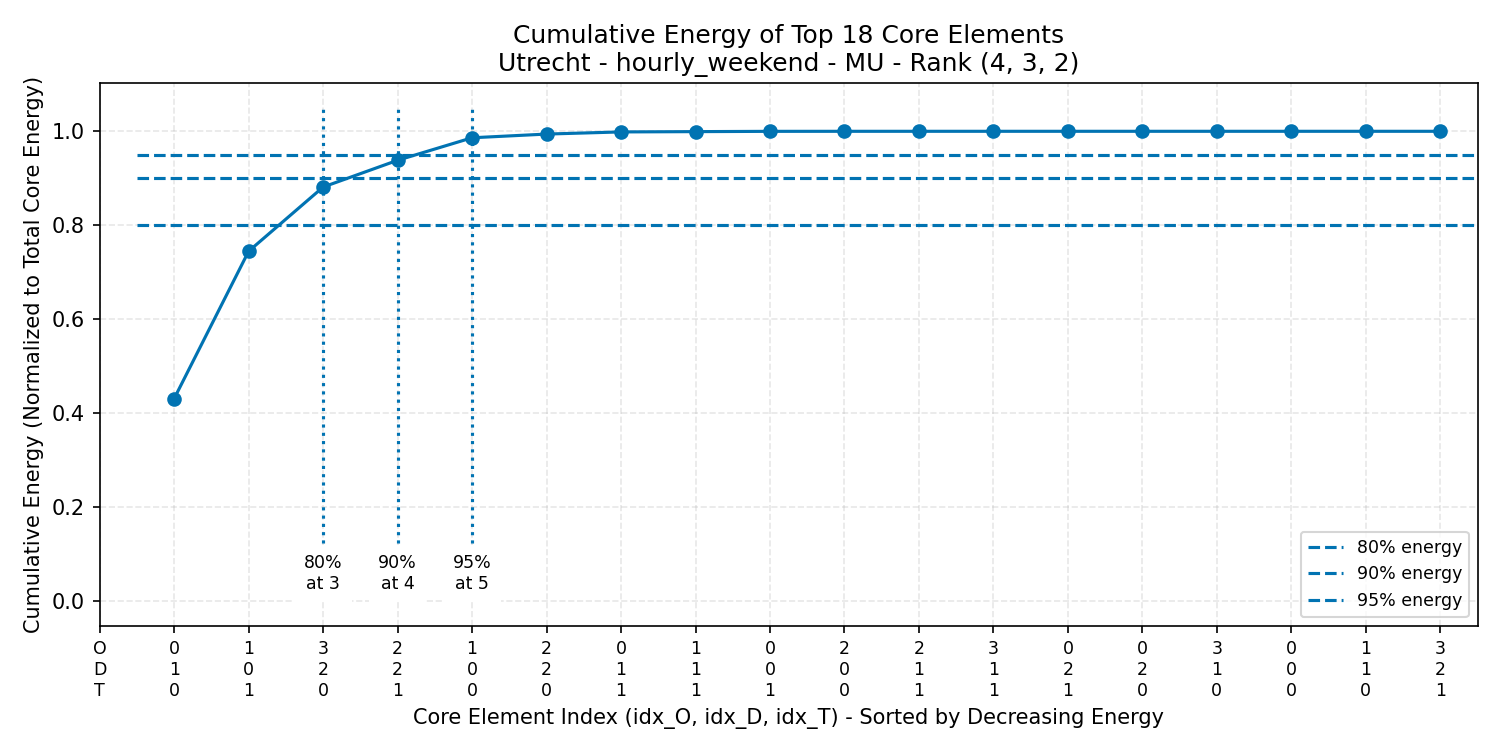 Cumulative Energy of Top 18 Core Elements
Utrecht - hourly_weekend - MU - Rank (4, 3, 2)
Cumulative Energy (Normalized to Total Core Energy)
1.0
0.8
0.6
0.4
0.2
0.0
80%
at 3
90%
at 4
95%
at 5
80% energy
90% energy
95% energy
O 0 1 3 2 1 2 0 1 0 2 2 3 0 0 3 0 1 3
D 1 0 2 2 0 2 1 1 0 0 1 1 2 2 1 0 1 2
T 0 1 0 1 0 0 1 1 1 0 1 1 1 0 0 0 0 1
Core Element Index (idx_O, idx_D, idx_T) - Sorted by Decreasing Energy